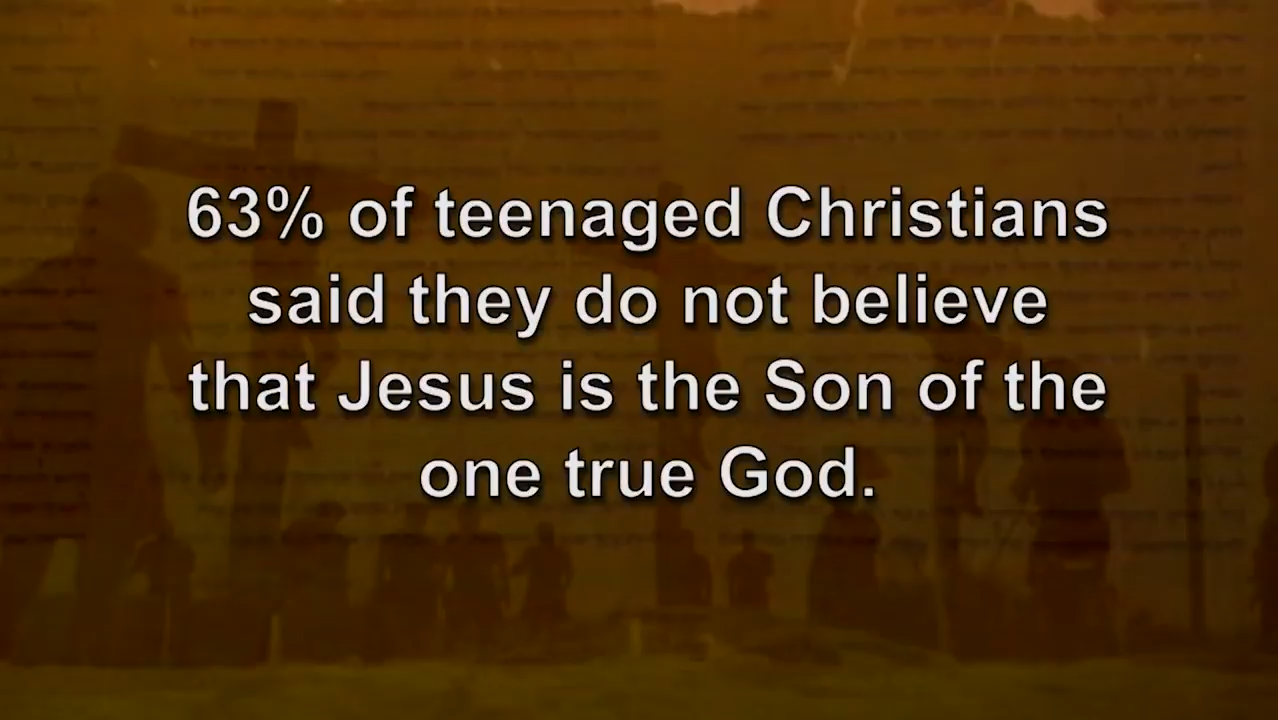 63% of teenaged Christians
said they do not believe
that Jesus is the Son of the
one true God.